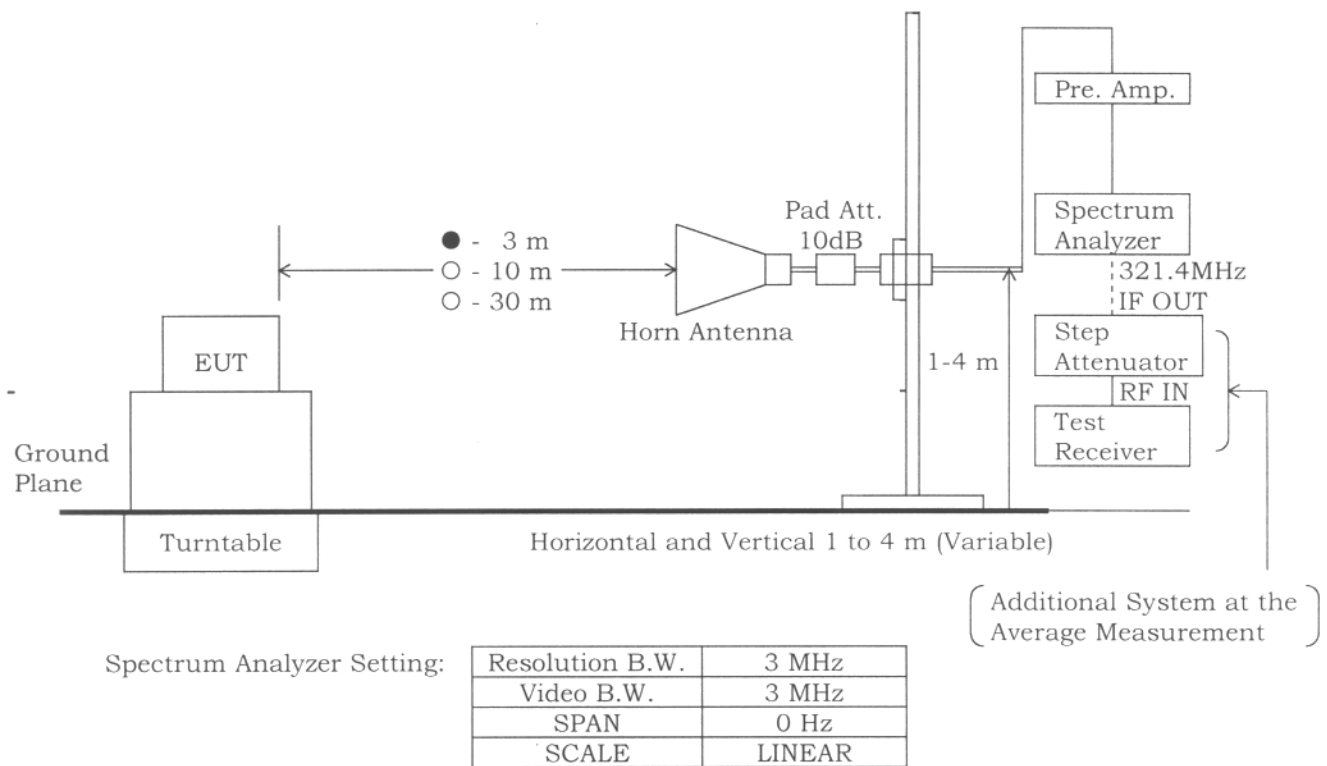 Pre. Amp.
Pad Att.
10dB
Spectrum
Analyzer
● - 3 m
○ - 10 m
○ - 30 m
321.4MHz
IF OUT
Horn Antenna
Step
Attenuator
EUT
1-4 m
RF IN
Test
Receiver
Ground
Plane
Turntable
Horizontal and Vertical 1 to 4 m (Variable)
Additional System at the
Average Measurement
Spectrum Analyzer Setting:
Resolution B.W. 3 MHz
Video B.W. 3 MHz
SPAN 0 Hz
SCALE LINEAR